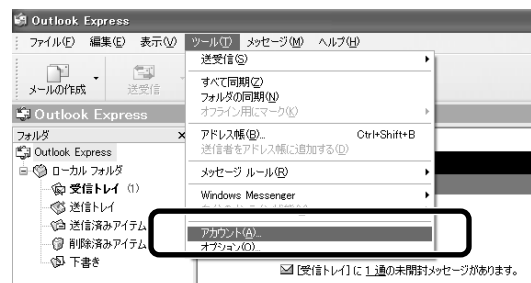 Outlook Express
ファイル(F) 編集(E) 表示(V) ツール(T) メッセージ(M) ヘルプ(H)
メールの作成
送受信
送受信(S)
すべて同期(Z)
フォルダの同期(N)
オフライン用にマーク(K)
アドレス帳(B)... Ctrl+Shift+B
送信者をアドレス帳に追加する(D)
メッセージ ルール(R)
Windows Messenger
アカウント(A)...
オプション(O)...
Outlook Express
フォルダ ×
Outlook Express
ローカル フォルダ
受信トレイ (1)
送信トレイ
送信済みアイテム
削除済みアイテム
下書き
[受信トレイ] に 1 通の未開封メッセージがあります。